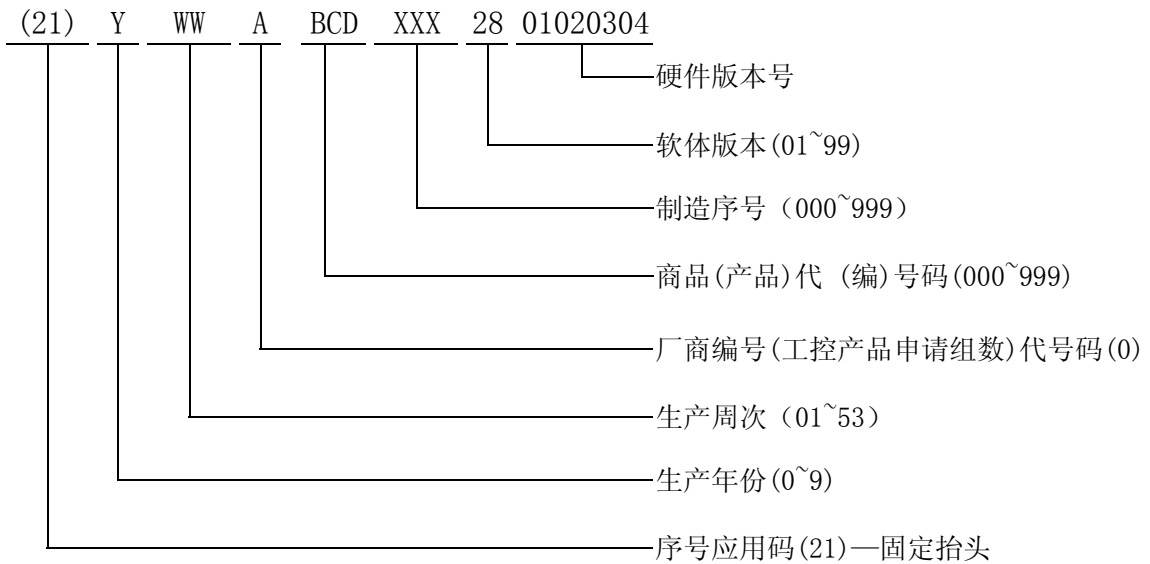 (21) Y WW A BCD XXX 28 01020304
硬件版本号
软体版本(01~99)
制造序号（000~999）
商品(产品)代 (编)号码(000~999)
厂商编号(工控产品申请组数)代号码(0)
生产周次（01~53）
生产年份(0~9)
序号应用码(21)—固定抬头